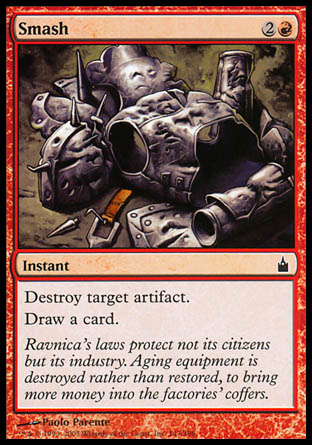 Smash 2
Instant
Destroy target artifact.
Draw a card.
Ravnica's laws protect not its citizens
but its industry. Aging equipment is
destroyed rather than restored, to bring
more money into the factories' coffers.
Paolo Parente